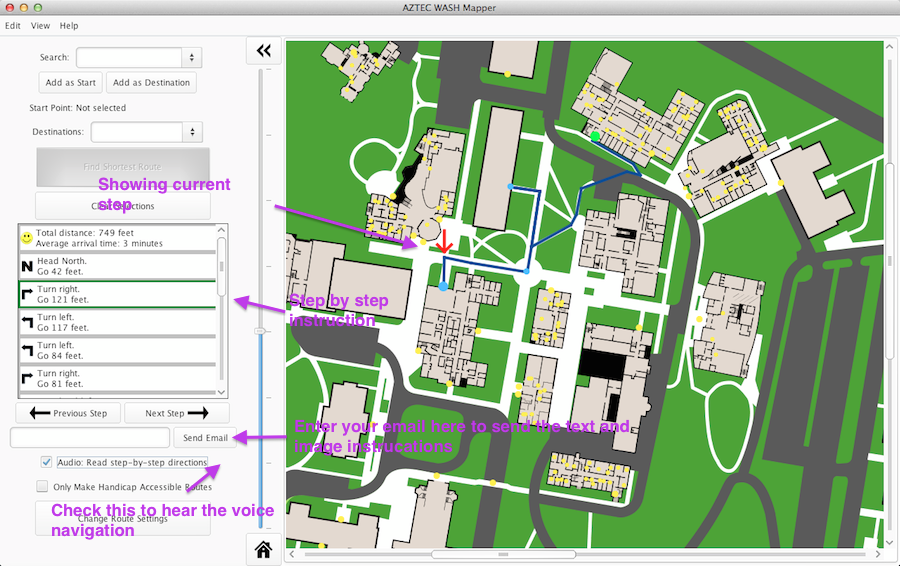 AZTEC WASH Mapper
Edit View Help
Search:
Add as Start Add as Destination
Start Point: Not selected
Destinations:
Find Shortest Route
Showing current
step
Clear Selections
Total distance: 749 feet
Average arrival time: 3 minutes
Head North.
Go 42 feet.
Turn right.
Go 121 feet.
Step by step
instruction
Turn left.
Go 117 feet.
Turn left.
Go 84 feet.
Turn right.
Go 81 feet.
Previous Step Next Step
Send Email
Enter your email here to send the text and
image instrucations
Audio: Read step-by-step directions
Only Make Handicap Accessible Routes
Check this to hear the voice
navigation
Change Route Settings